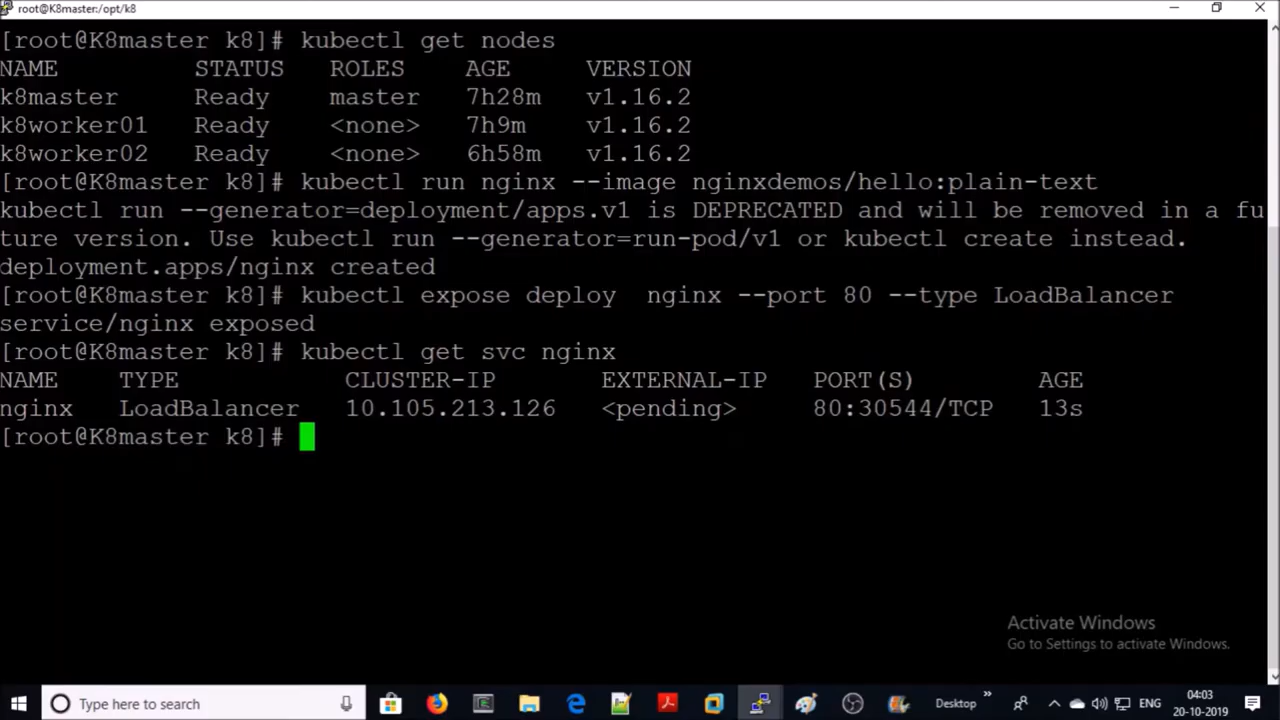 root@K8master:/opt/k8
[root@K8master k8]# kubectl get nodes
NAME STATUS ROLES AGE VERSION
k8master Ready master 7h28m v1.16.2
k8worker01 Ready <none> 7h9m v1.16.2
k8worker02 Ready <none> 6h58m v1.16.2
[root@K8master k8]# kubectl run nginx --image nginxdemos/hello:plain-text
kubectl run --generator=deployment/apps.v1 is DEPRECATED and will be removed in a fu
ture version. Use kubectl run --generator=run-pod/v1 or kubectl create instead.
deployment.apps/nginx created
[root@K8master k8]# kubectl expose deploy  nginx --port 80 --type LoadBalancer
service/nginx exposed
[root@K8master k8]# kubectl get svc nginx
NAME TYPE CLUSTER-IP EXTERNAL-IP PORT(S) AGE
nginx LoadBalancer 10.105.213.126 <pending> 80:30544/TCP 13s
[root@K8master k8]#
Activate Windows
Go to Settings to activate Windows.
Type here to search
Desktop
ENG
04:03
20-10-2019